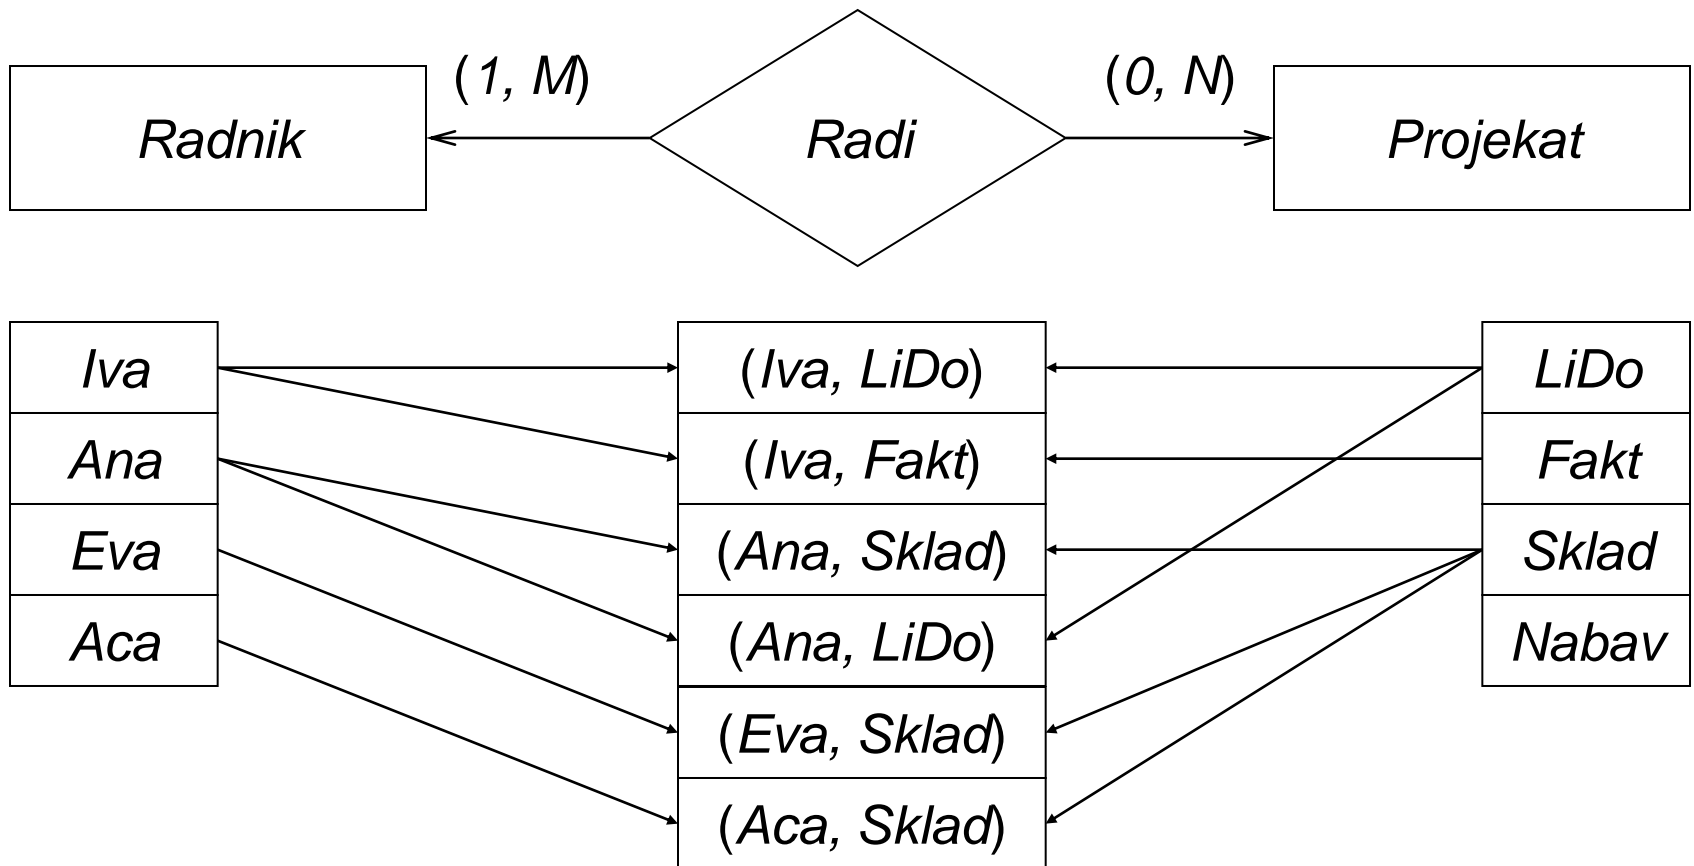 (1, M)
(0, N)
Radnik
Radi
Projekat
Iva
(Iva, LiDo)
LiDo
Ana
(Iva, Fakt)
Fakt
Eva
(Ana, Sklad)
Sklad
Aca
(Ana, LiDo)
Nabav
(Eva, Sklad)
(Aca, Sklad)